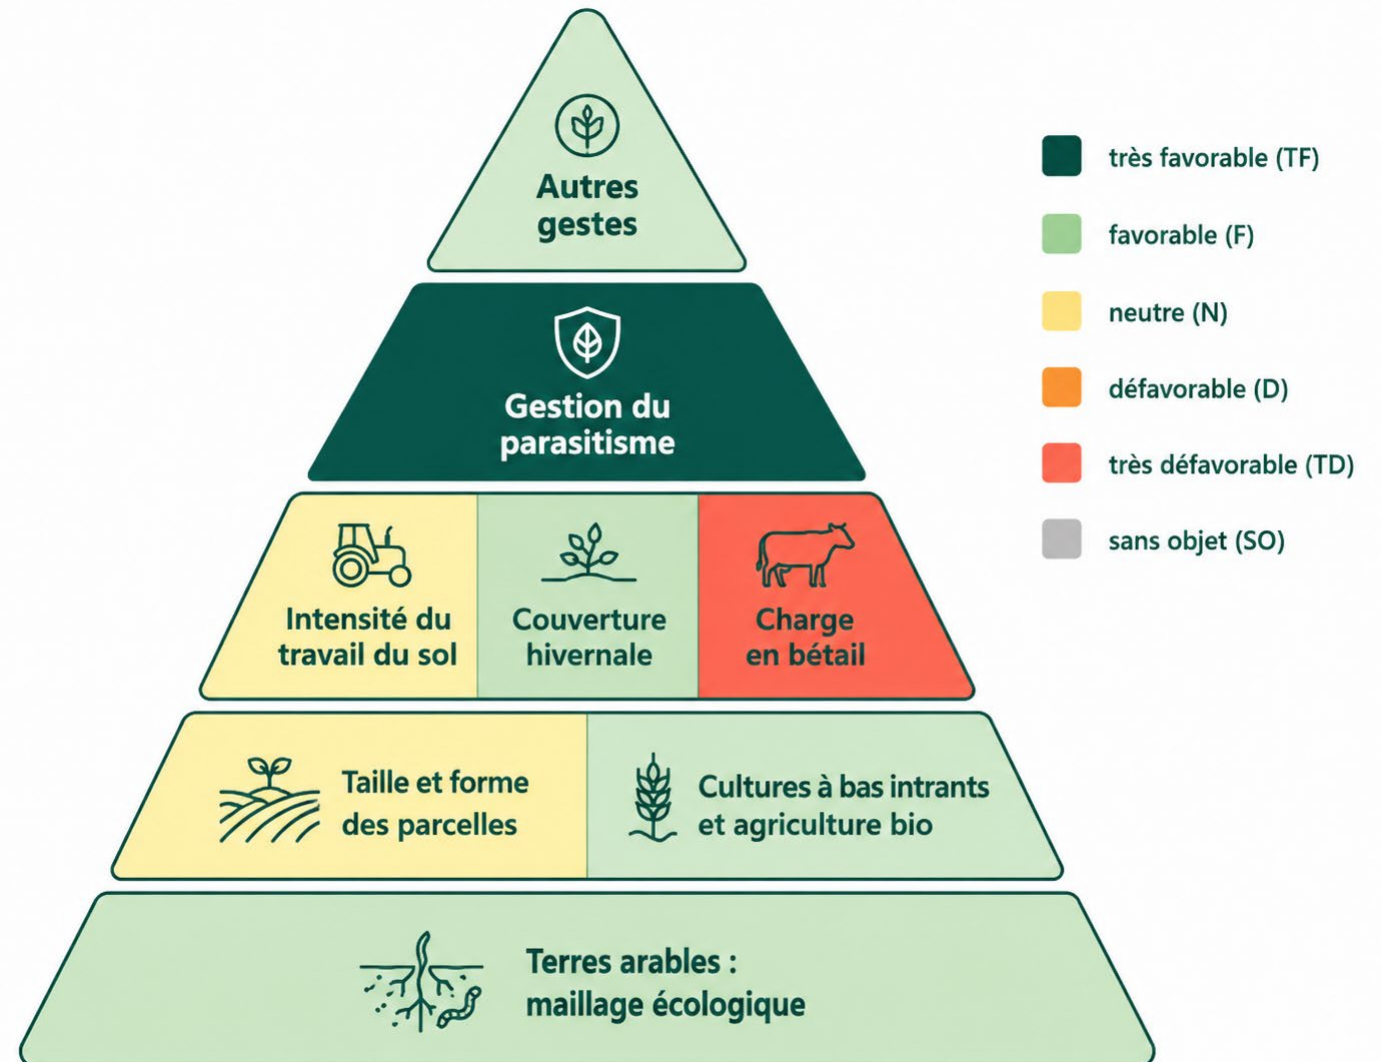 Autres
gestes
Gestion du
parasitisme
Intensité du
travail du sol
Couverture
hivernale
Charge
en bétail
Taille et forme
des parcelles
Cultures à bas intrants
et agriculture bio
Terres arables :
maillage écologique
très favorable (TF)
favorable (F)
neutre (N)
défavorable (D)
très défavorable (TD)
sans objet (SO)